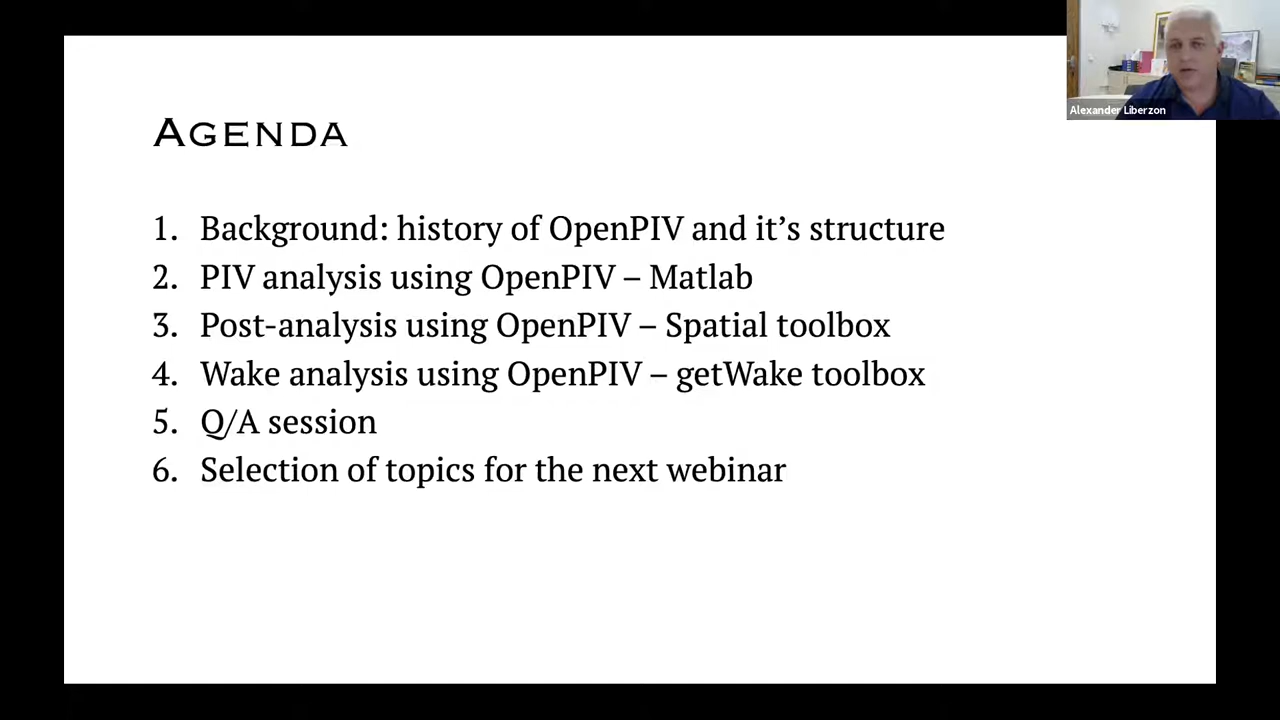 AGENDA
Alexander Liberzon
1. Background: history of OpenPIV and it’s structure
2. PIV analysis using OpenPIV – Matlab
3. Post-analysis using OpenPIV – Spatial toolbox
4. Wake analysis using OpenPIV – getWake toolbox
5. Q/A session
6. Selection of topics for the next webinar